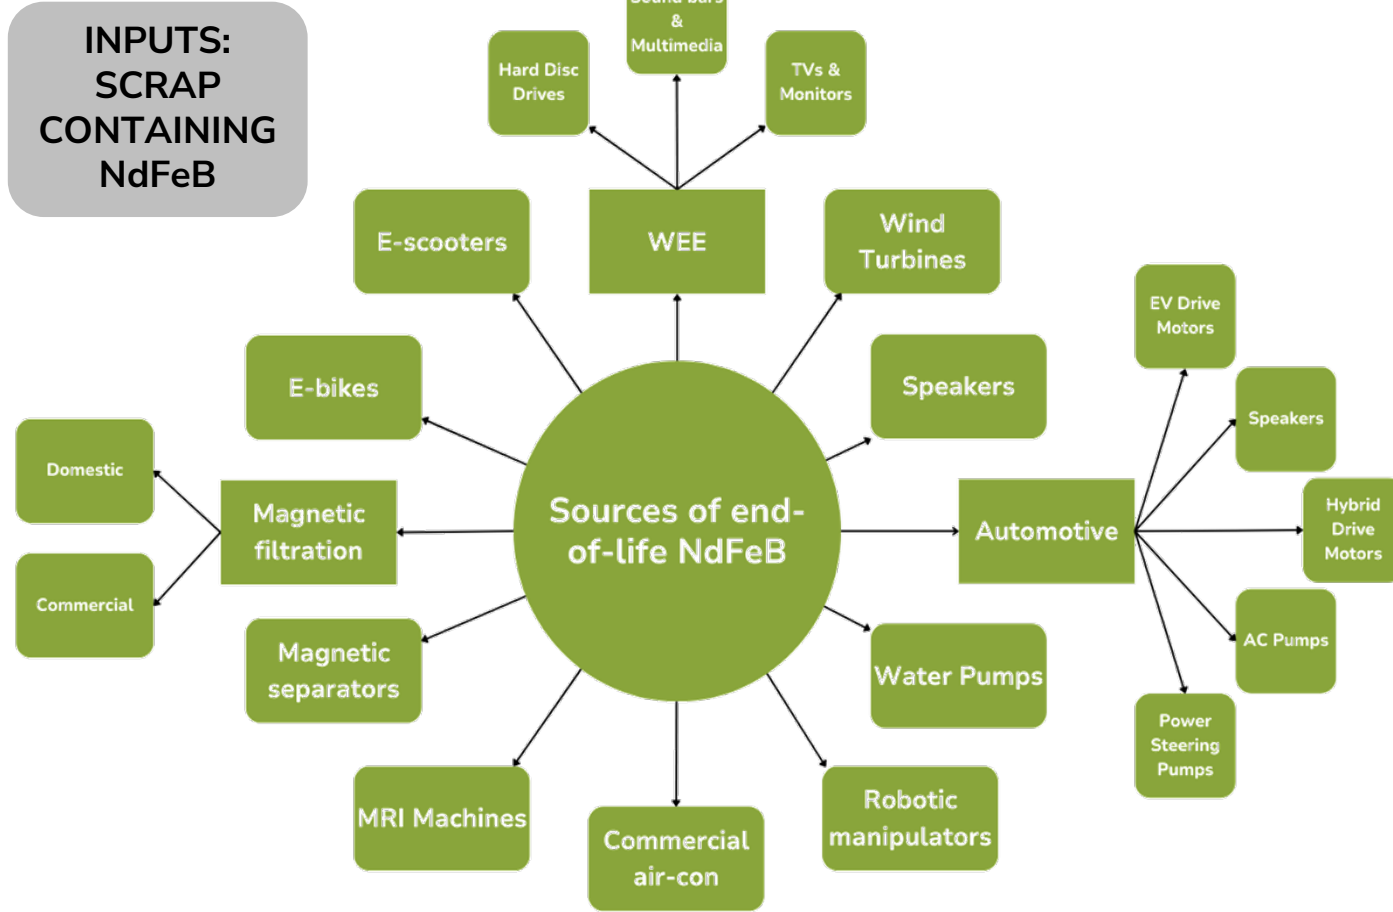 INPUTS:
SCRAP
CONTAINING
NdFeB
Sound bars
&
Multimedia
Hard Disc
Drives
TVs &
Monitors
E-scooters
WEE
Wind
Turbines
EV Drive
Motors
E-bikes
Speakers
Speakers
Domestic
Magnetic
filtration
Sources of end-
of-life NdFeB
Automotive
Hybrid
Drive
Motors
Commercial
AC Pumps
Magnetic
separators
Water Pumps
Power
Steering
Pumps
MRI Machines
Commercial
air-con
Robotic
manipulators